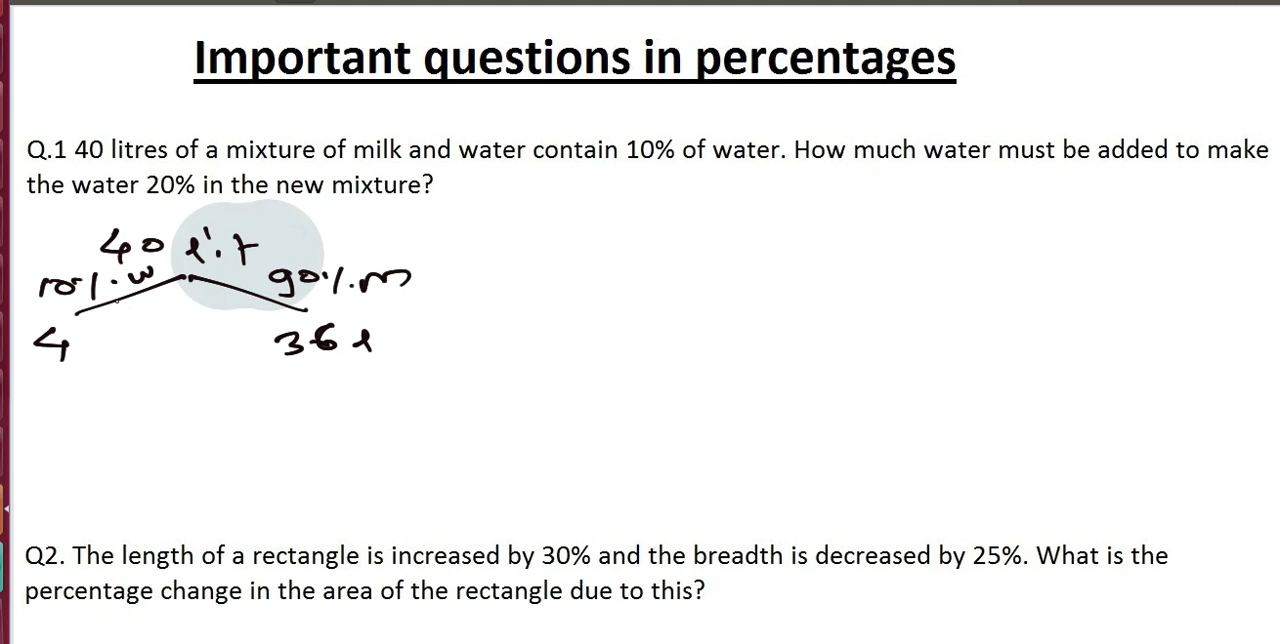 Important questions in percentages
Q.1 40 litres of a mixture of milk and water contain 10% of water. How much water must be added to make
the water 20% in the new mixture?
40 lit
10%.w 90%.m
4 36 l
Q2. The length of a rectangle is increased by 30% and the breadth is decreased by 25%. What is the
percentage change in the area of the rectangle due to this?